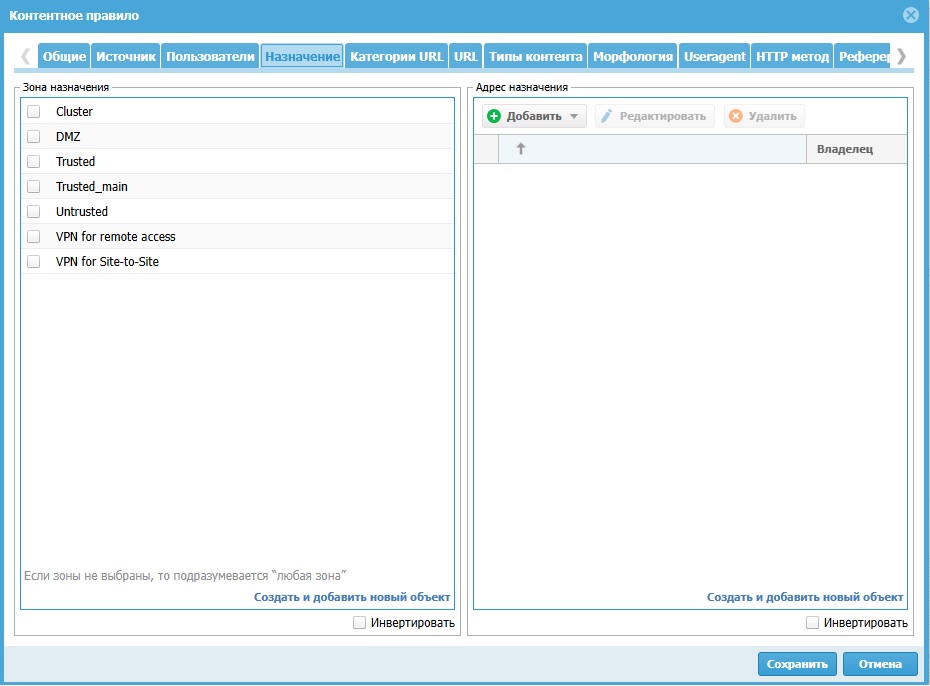 Контентное правило
Общие Источник Пользователи Назначение Категории URL URL Типы контента Морфология Useragent HTTP метод
Зона назначения
Cluster
DMZ
Trusted
Trusted_main
Untrusted
VPN for remote access
VPN for Site-to-Site
Если зоны не выбраны, то подразумевается “любая зона”
Создать и добавить новый объект
Инвертировать
Адрес назначения
Добавить Редактировать Удалить
Владелец
Создать и добавить новый объект
Инвертировать
Сохранить Отмена